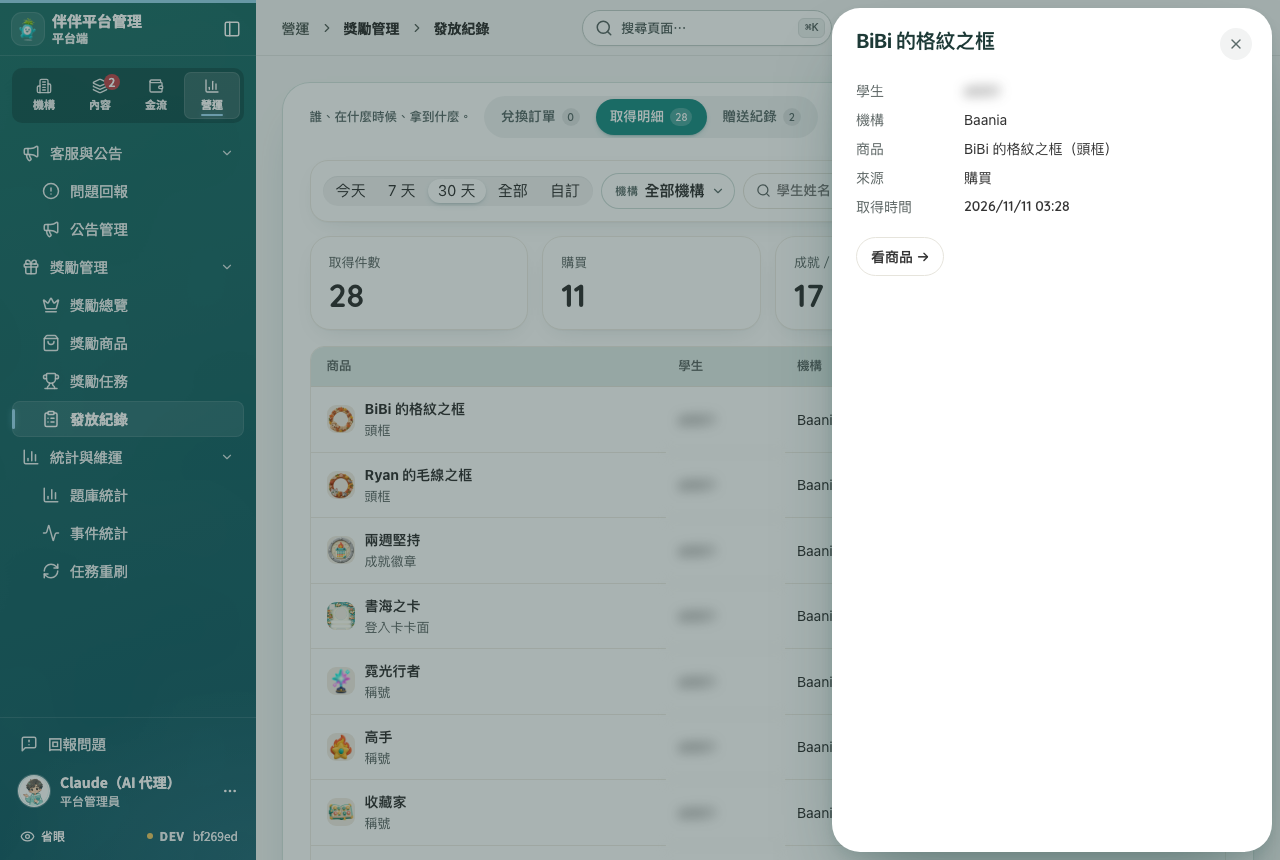 伴伴平台管理
平台端
機構
內容
2
金流
營運
客服與公告
問題回報
公告管理
獎勵管理
獎勵總覽
獎勵商品
獎勵任務
發放紀錄
統計與維運
題庫統計
事件統計
任務重刷
回報問題
Claude（AI 代理）
平台管理員
省眼
DEV bf269ed
營運 > 獎勵管理 > 發放紀錄
搜尋頁面…
⌘K
誰、在什麼時候、拿到什麼。
兌換訂單 0
取得明細 28
贈送紀錄 2
今天 7 天 30 天 全部 自訂
機構 全部機構
學生姓名
取得件數
28
購買
11
成就 /
17
商品 學生 機構
BiBi 的格紋之框
頭框
Baani
Ryan 的毛線之框
頭框
Baani
兩週堅持
成就徽章
Baani
書海之卡
登入卡卡面
Baani
霓光行者
稱號
Baani
高手
稱號
Baani
收藏家
稱號
Baani
BiBi 的格紋之框
學生
機構 Baania
商品 BiBi 的格紋之框（頭框）
來源 購買
取得時間 2026/11/11 03:28
看商品 →